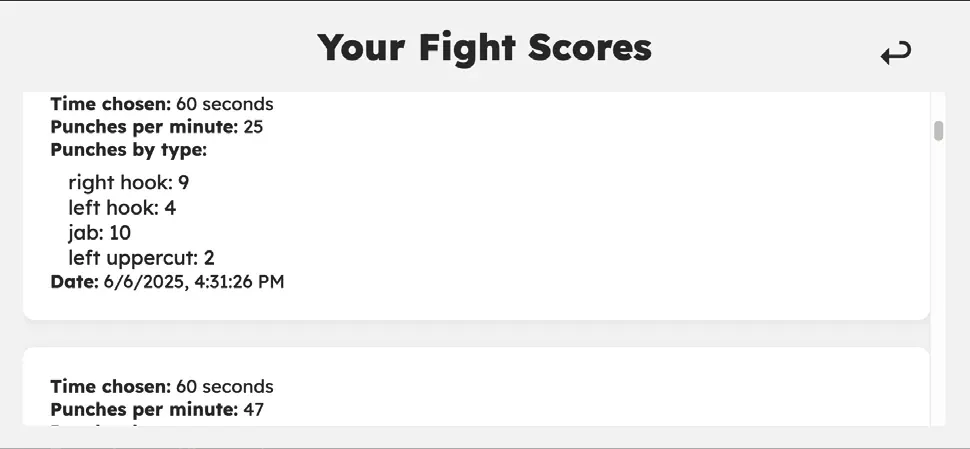 Your Fight Scores
Time chosen: 60 seconds
Punches per minute: 25
Punches by type:
right hook: 9
left hook: 4
jab: 10
left uppercut: 2
Date: 6/6/2025, 4:31:26 PM
Time chosen: 60 seconds
Punches per minute: 47